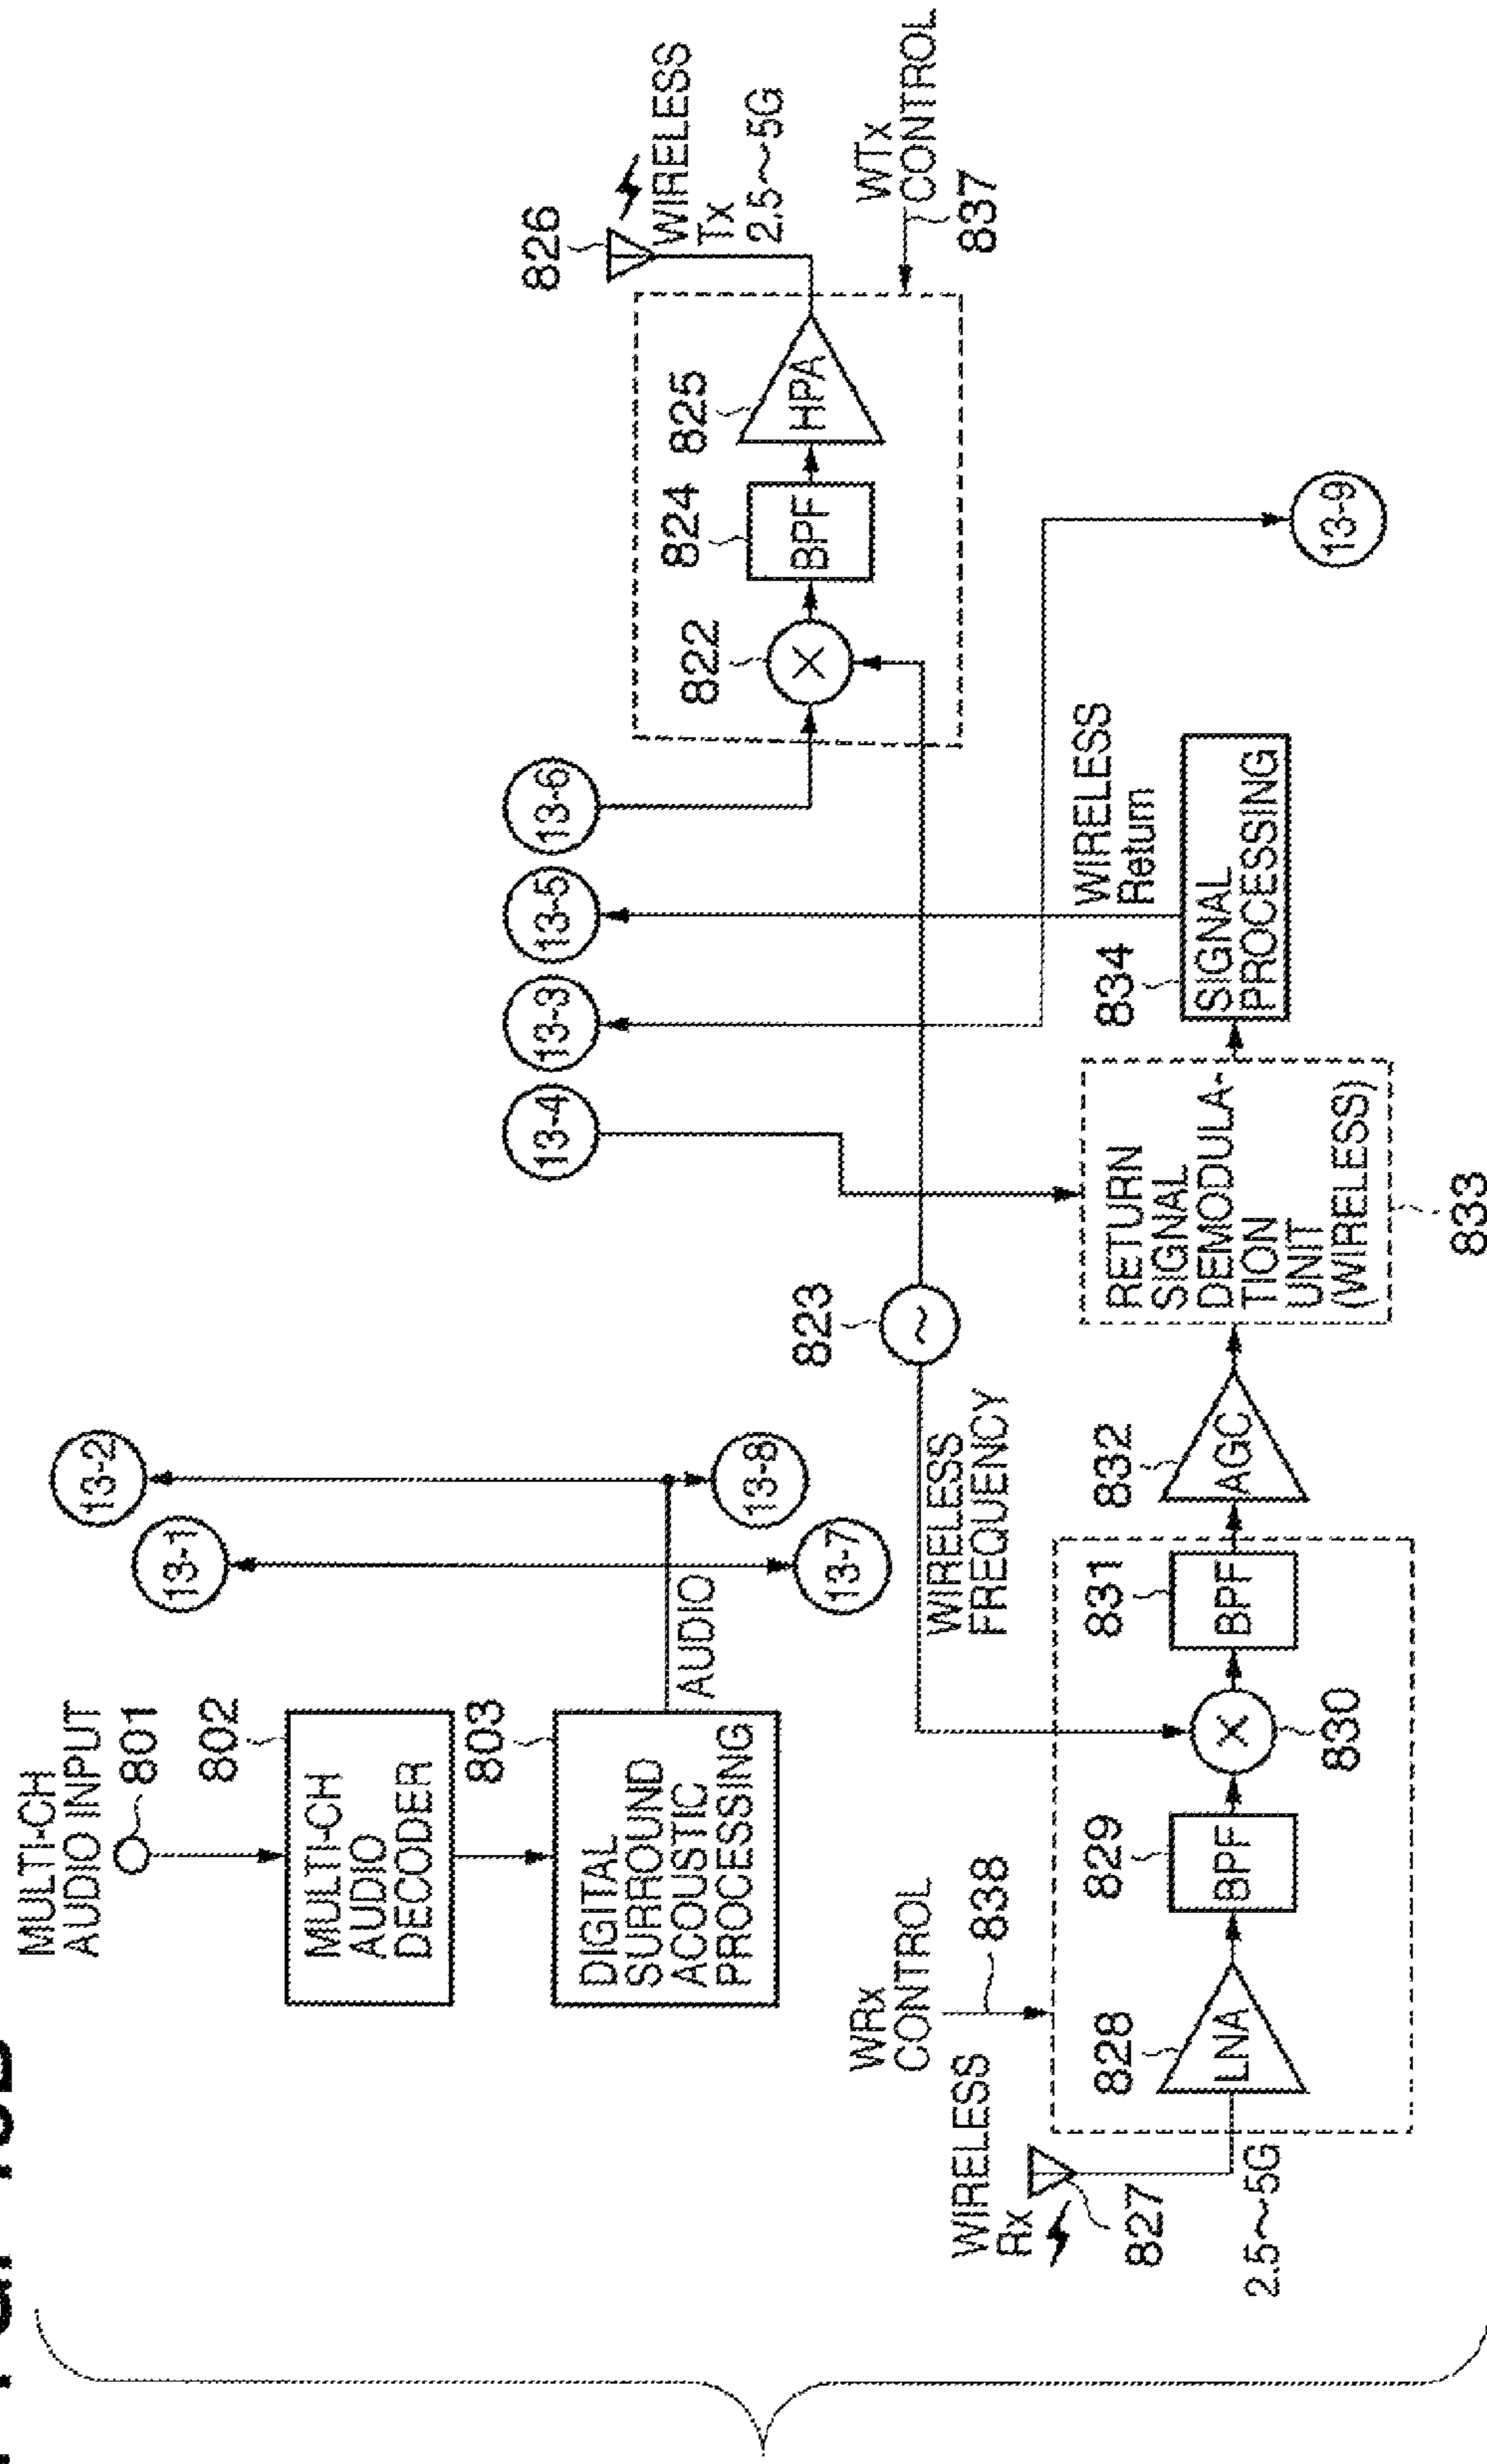 MULTI-CH
AUDIO INPUT
801
802
MULTI-CH
AUDIO
DECODER
803
DIGITAL
SURROUND
ACOUSTIC
PROCESSING
AUDIO
13-1
13-2
13-7
13-8
13-4
13-3
13-5
13-6
822
824
BPF
825
HPA
826
WIRELESS
Tx
2.5～5G
WTx
CONTROL
837
823
WIRELESS
FREQUENCY
WRx
CONTROL
838
WIRELESS
Rx
827
2.5～5G
828
LNA
829
BPF
830
831
BPF
832
AGC
RETURN
SIGNAL
DEMODULA-
TION
UNIT
(WIRELESS)
833
834
SIGNAL
PROCESSING
WIRELESS
Return
13-9